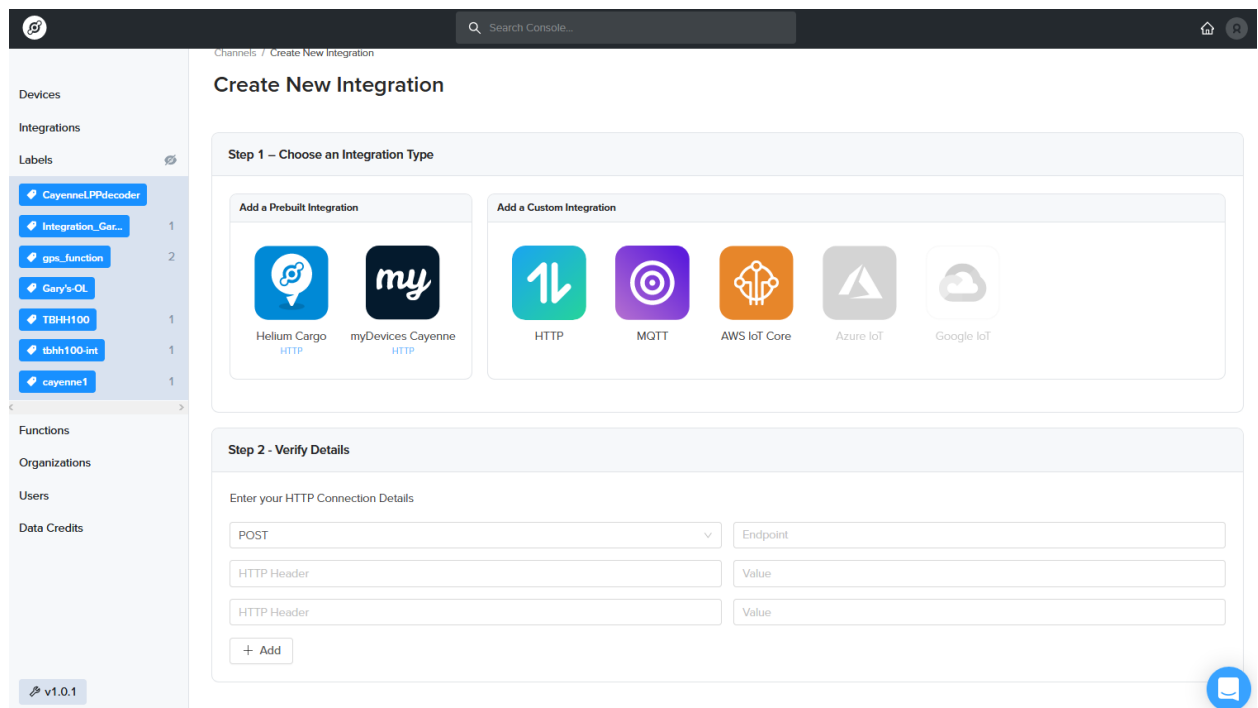 Search Console...
R
Channels / Create New Integration
Create New Integration
Devices
Integrations
Labels
CayenneLPPdecoder
Integration_Gar... 1
gps_function 2
Gary's-OL
TBHH100 1
tbhh100-int 1
cayenne1 1
Functions
Organizations
Users
Data Credits
v1.0.1
Step 1 – Choose an Integration Type
Add a Prebuilt Integration
my
Helium Cargo myDevices Cayenne
HTTP HTTP
Add a Custom Integration
HTTP MQTT AWS IoT Core Azure IoT Google IoT
Step 2 - Verify Details
Enter your HTTP Connection Details
POST Endpoint
HTTP Header Value
HTTP Header Value
+ Add